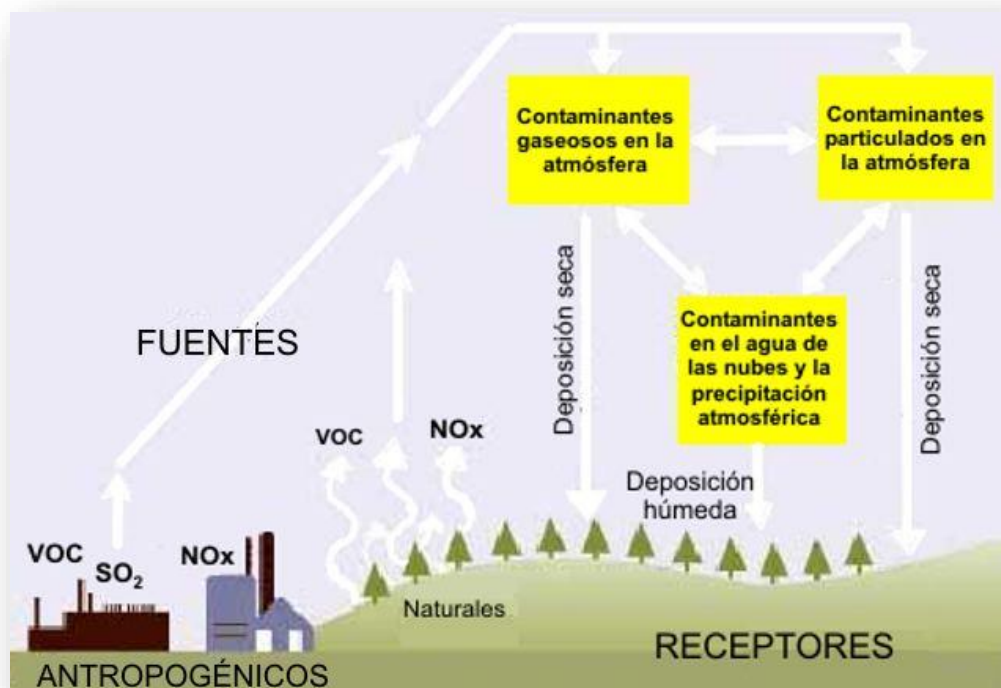 Contaminantes
gaseosos en la
atmósfera
Contaminantes
particulados en
la atmósfera
Deposición seca
Deposición seca
Contaminantes
en el agua de
las nubes y la
precipitación
atmosférica
FUENTES
VOC
NOx
Deposición
húmeda
VOC
SO₂
NOx
Naturales
RECEPTORES
ANTROPOGÉNICOS